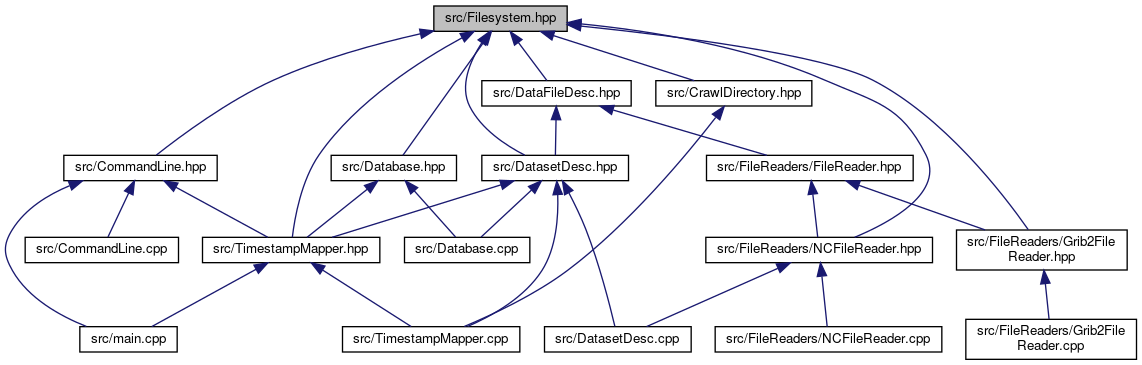 src/Filesystem.hpp
src/DataFileDesc.hpp
src/CrawlDirectory.hpp
src/CommandLine.hpp
src/Database.hpp
src/DatasetDesc.hpp
src/FileReaders/FileReader.hpp
src/CommandLine.cpp
src/TimestampMapper.hpp
src/Database.cpp
src/FileReaders/NCFileReader.hpp
src/FileReaders/Grib2File
Reader.hpp
src/main.cpp
src/TimestampMapper.cpp
src/DatasetDesc.cpp
src/FileReaders/NCFileReader.cpp
src/FileReaders/Grib2File
Reader.cpp